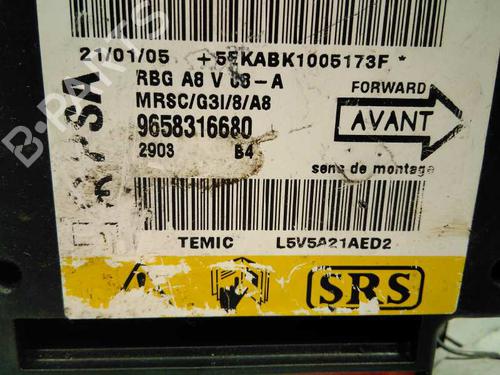 21/01/05 +5EKABK1005173F*
RBG A8 V 08-A
MRSC/G3I/8/A8
9658316680
2903 B4
FORWARD
AVANT
sens de montage
PSA
TEMIC L5V5A21AED2
SRS
B-PARTS